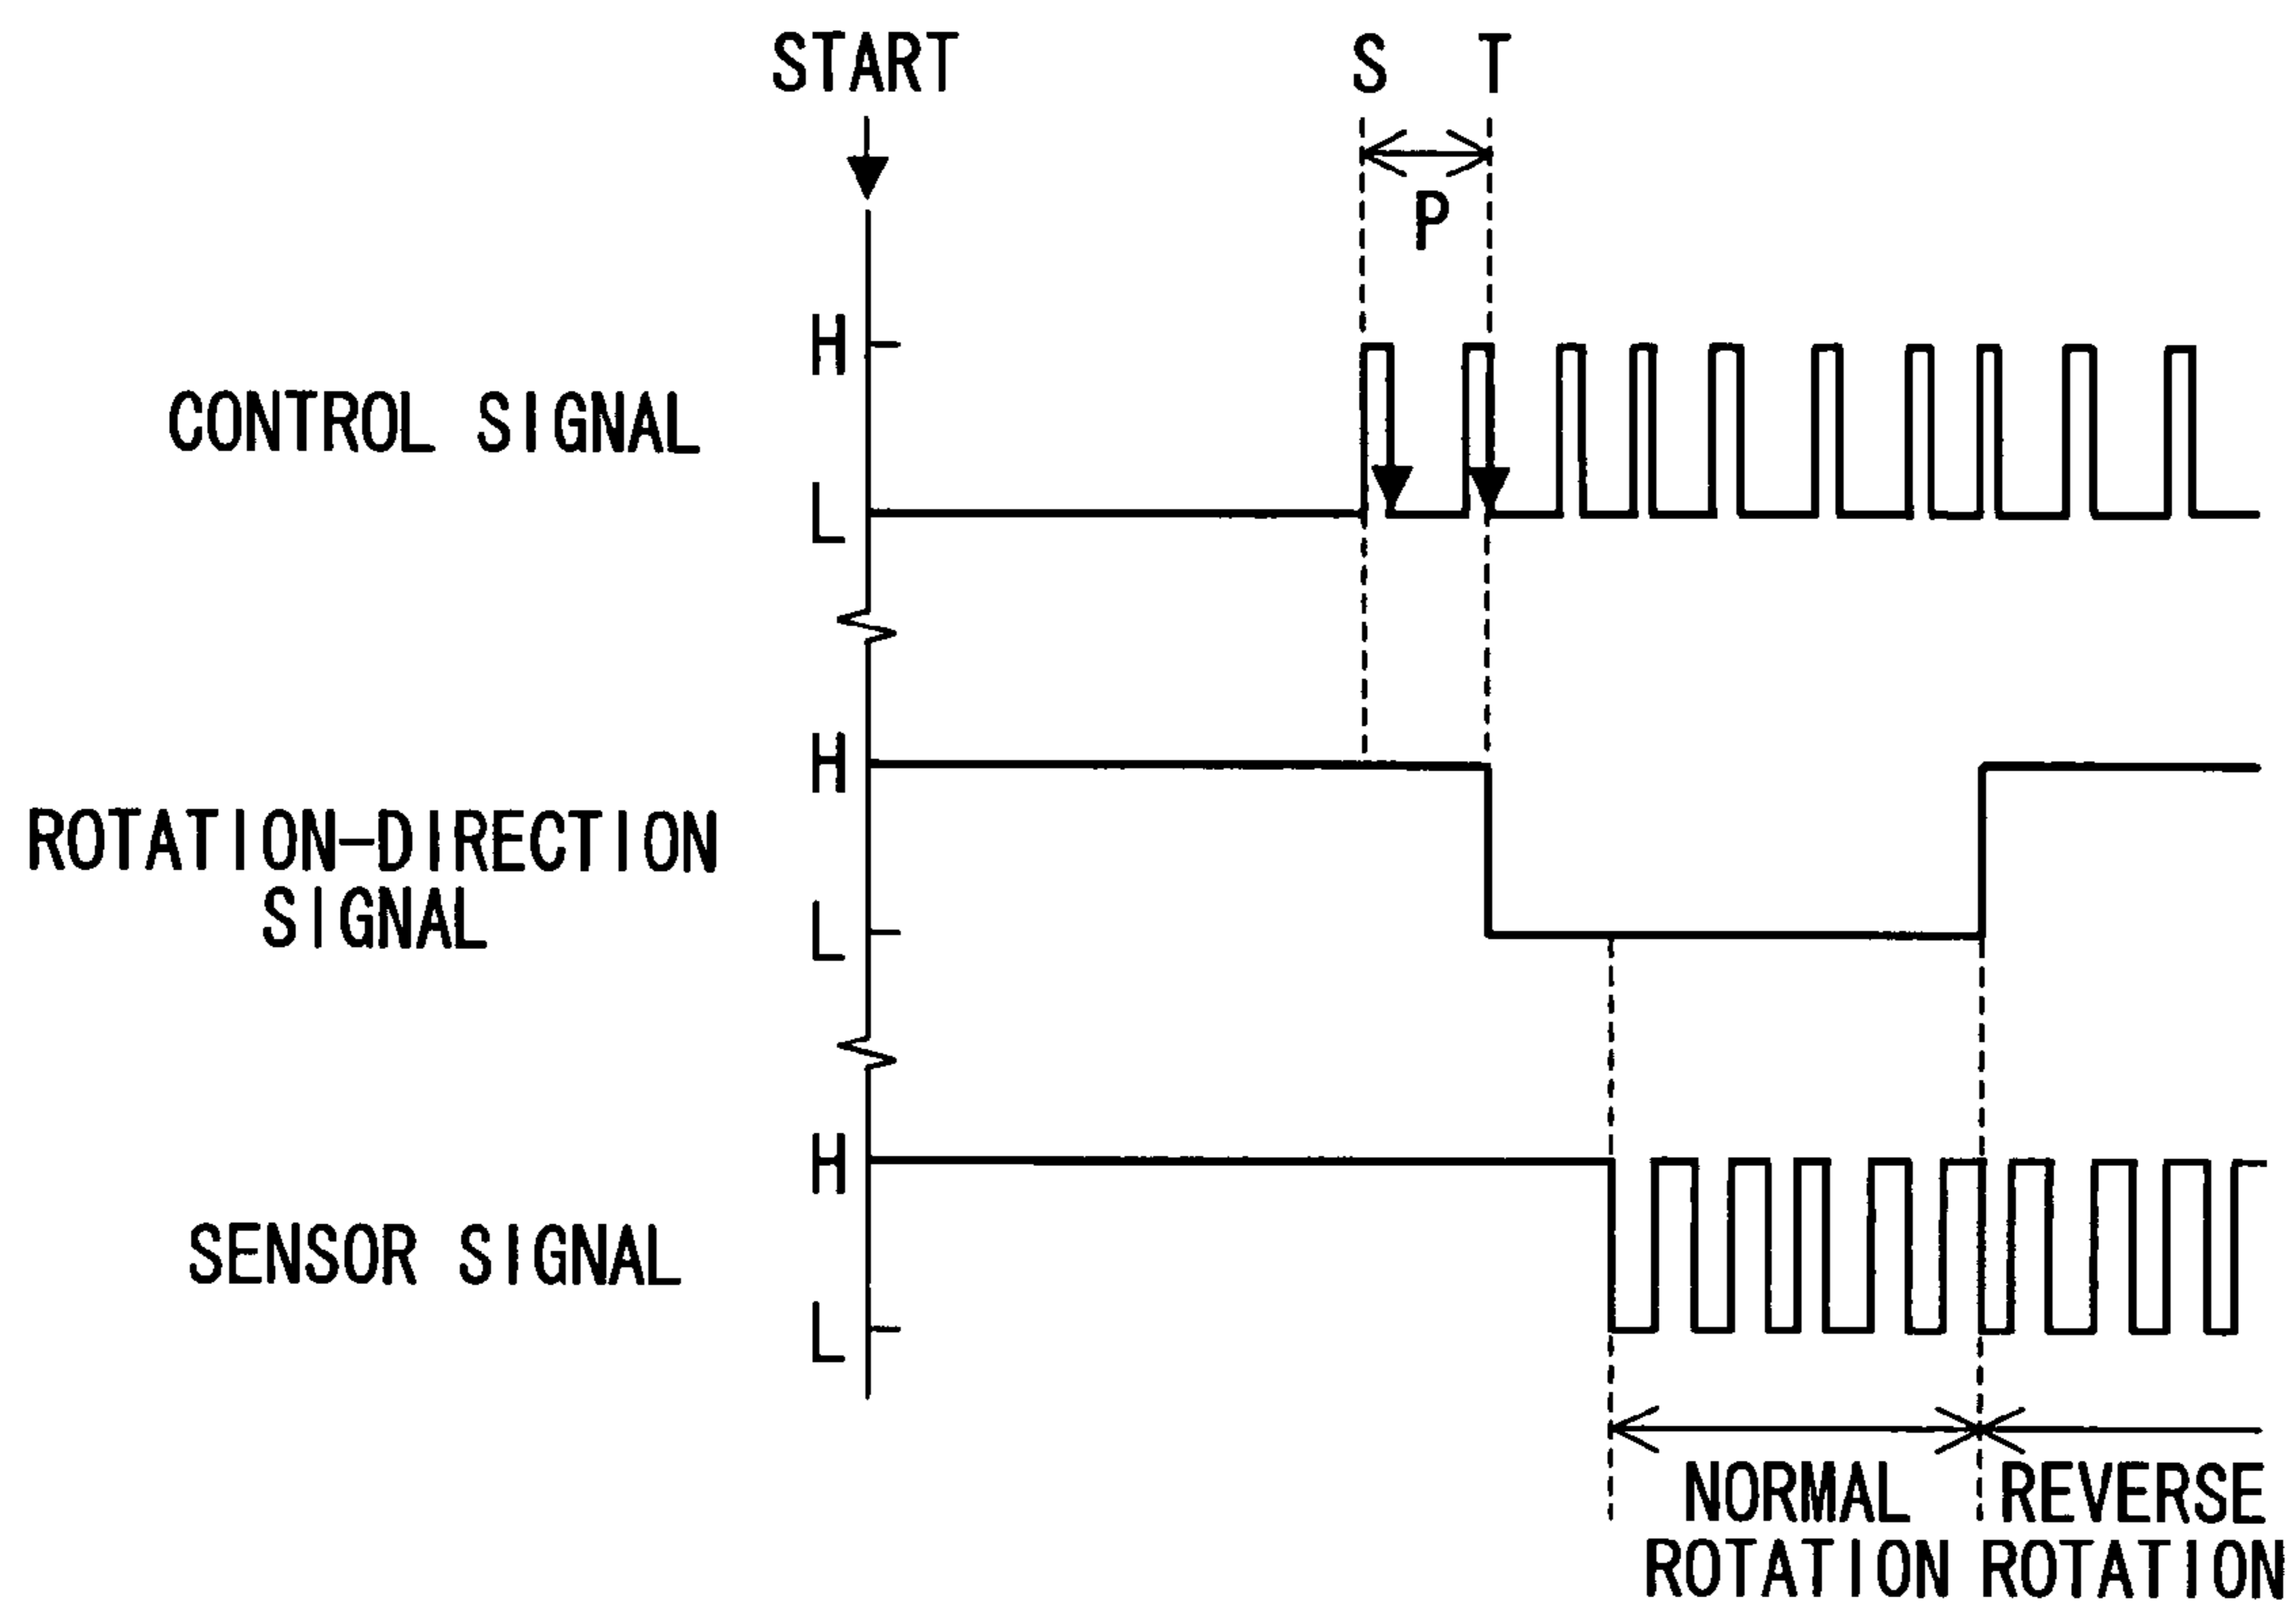 START
S T
P
H
CONTROL SIGNAL
L
H
ROTATION-DIRECTION
SIGNAL
L
H
SENSOR SIGNAL
L
NORMAL
ROTATION
REVERSE
ROTATION